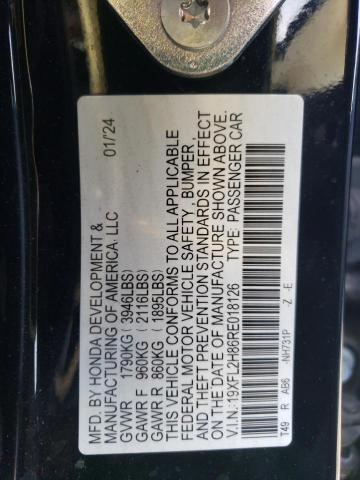 MFD. BY HONDA DEVELOPMENT &
MANUFACTURING OF AMERICA, LLC 01/'24
GVWR 1790KG (3946LBS)
GAWR F 960KG (2116LBS)
GAWR R 860KG (1895LBS)
THIS VEHICLE CONFORMS TO ALL APPLICABLE
FEDERAL MOTOR VEHICLE SAFETY, BUMPER,
AND THEFT PREVENTION STANDARDS IN EFFECT
ON THE DATE OF MANUFACTURE SHOWN ABOVE.
V.I.N.:19XFL2H86RE018126 TYPE: PASSENGER CAR
T49 R AB6 -NH731P -Z -E